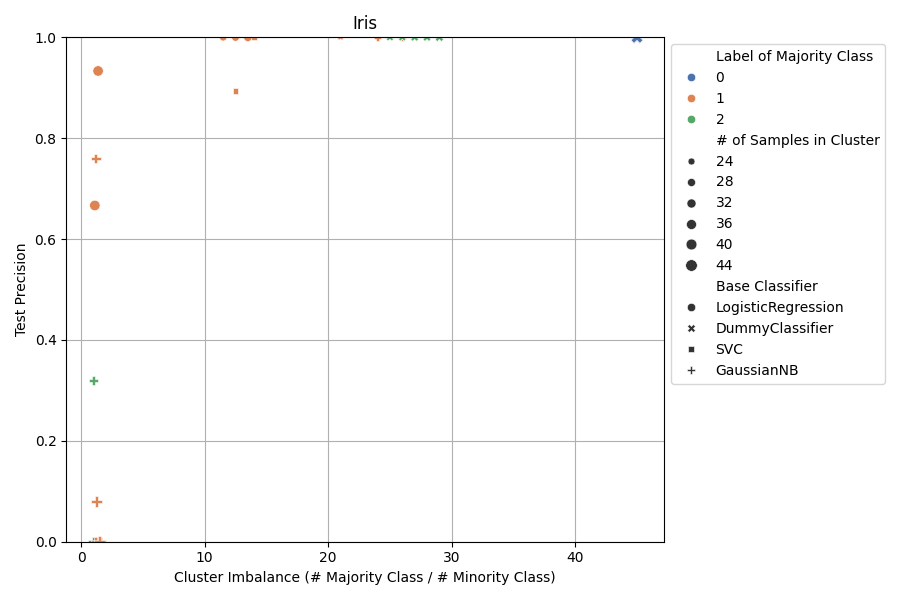 Iris
1.0
0.8
0.6
0.4
0.2
0.0
Test Precision
0 10 20 30 40
Cluster Imbalance (# Majority Class / # Minority Class)
Label of Majority Class
0
1
2
# of Samples in Cluster
24
28
32
36
40
44
Base Classifier
LogisticRegression
DummyClassifier
SVC
GaussianNB